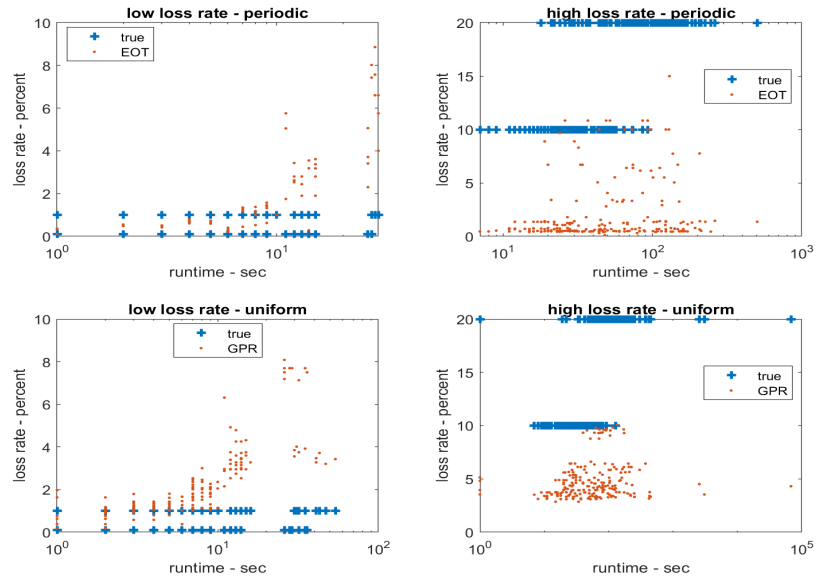 low loss rate - periodic
10
8
6
4
2
0
loss rate - percent
true
EOT
10^0
10^1
runtime - sec
high loss rate - periodic
20
15
10
5
0
loss rate - percent
true
EOT
10^1
10^2
10^3
runtime - sec
low loss rate - uniform
10
8
6
4
2
0
loss rate - percent
true
GPR
10^0
10^1
10^2
runtime - sec
high loss rate - uniform
20
15
10
5
0
loss rate - percent
true
GPR
10^0
10^5
runtime - sec